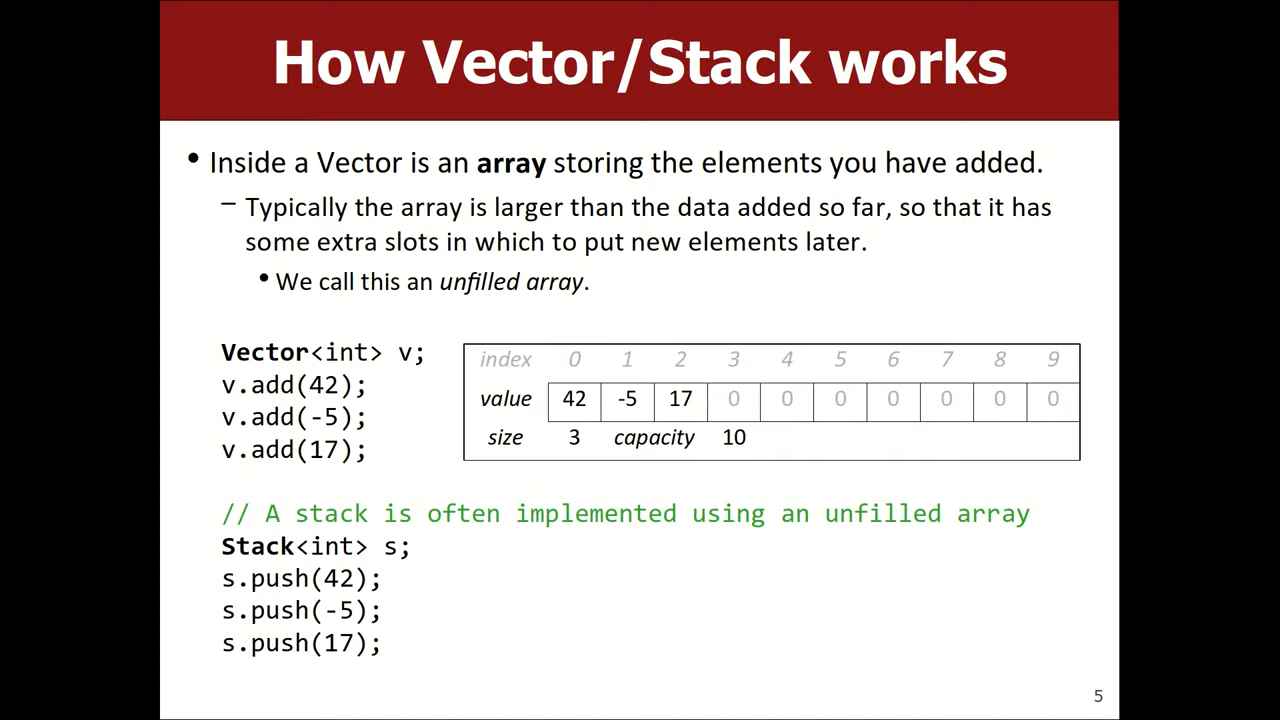 How Vector/Stack works
• Inside a Vector is an array storing the elements you have added.
– Typically the array is larger than the data added so far, so that it has
some extra slots in which to put new elements later.
• We call this an unfilled array.
Vector<int> v;
v.add(42);
v.add(-5);
v.add(17);
index 0 1 2 3 4 5 6 7 8 9
value 42 -5 17 0 0 0 0 0 0 0
size 3 capacity 10
// A stack is often implemented using an unfilled array
Stack<int> s;
s.push(42);
s.push(-5);
s.push(17);
5